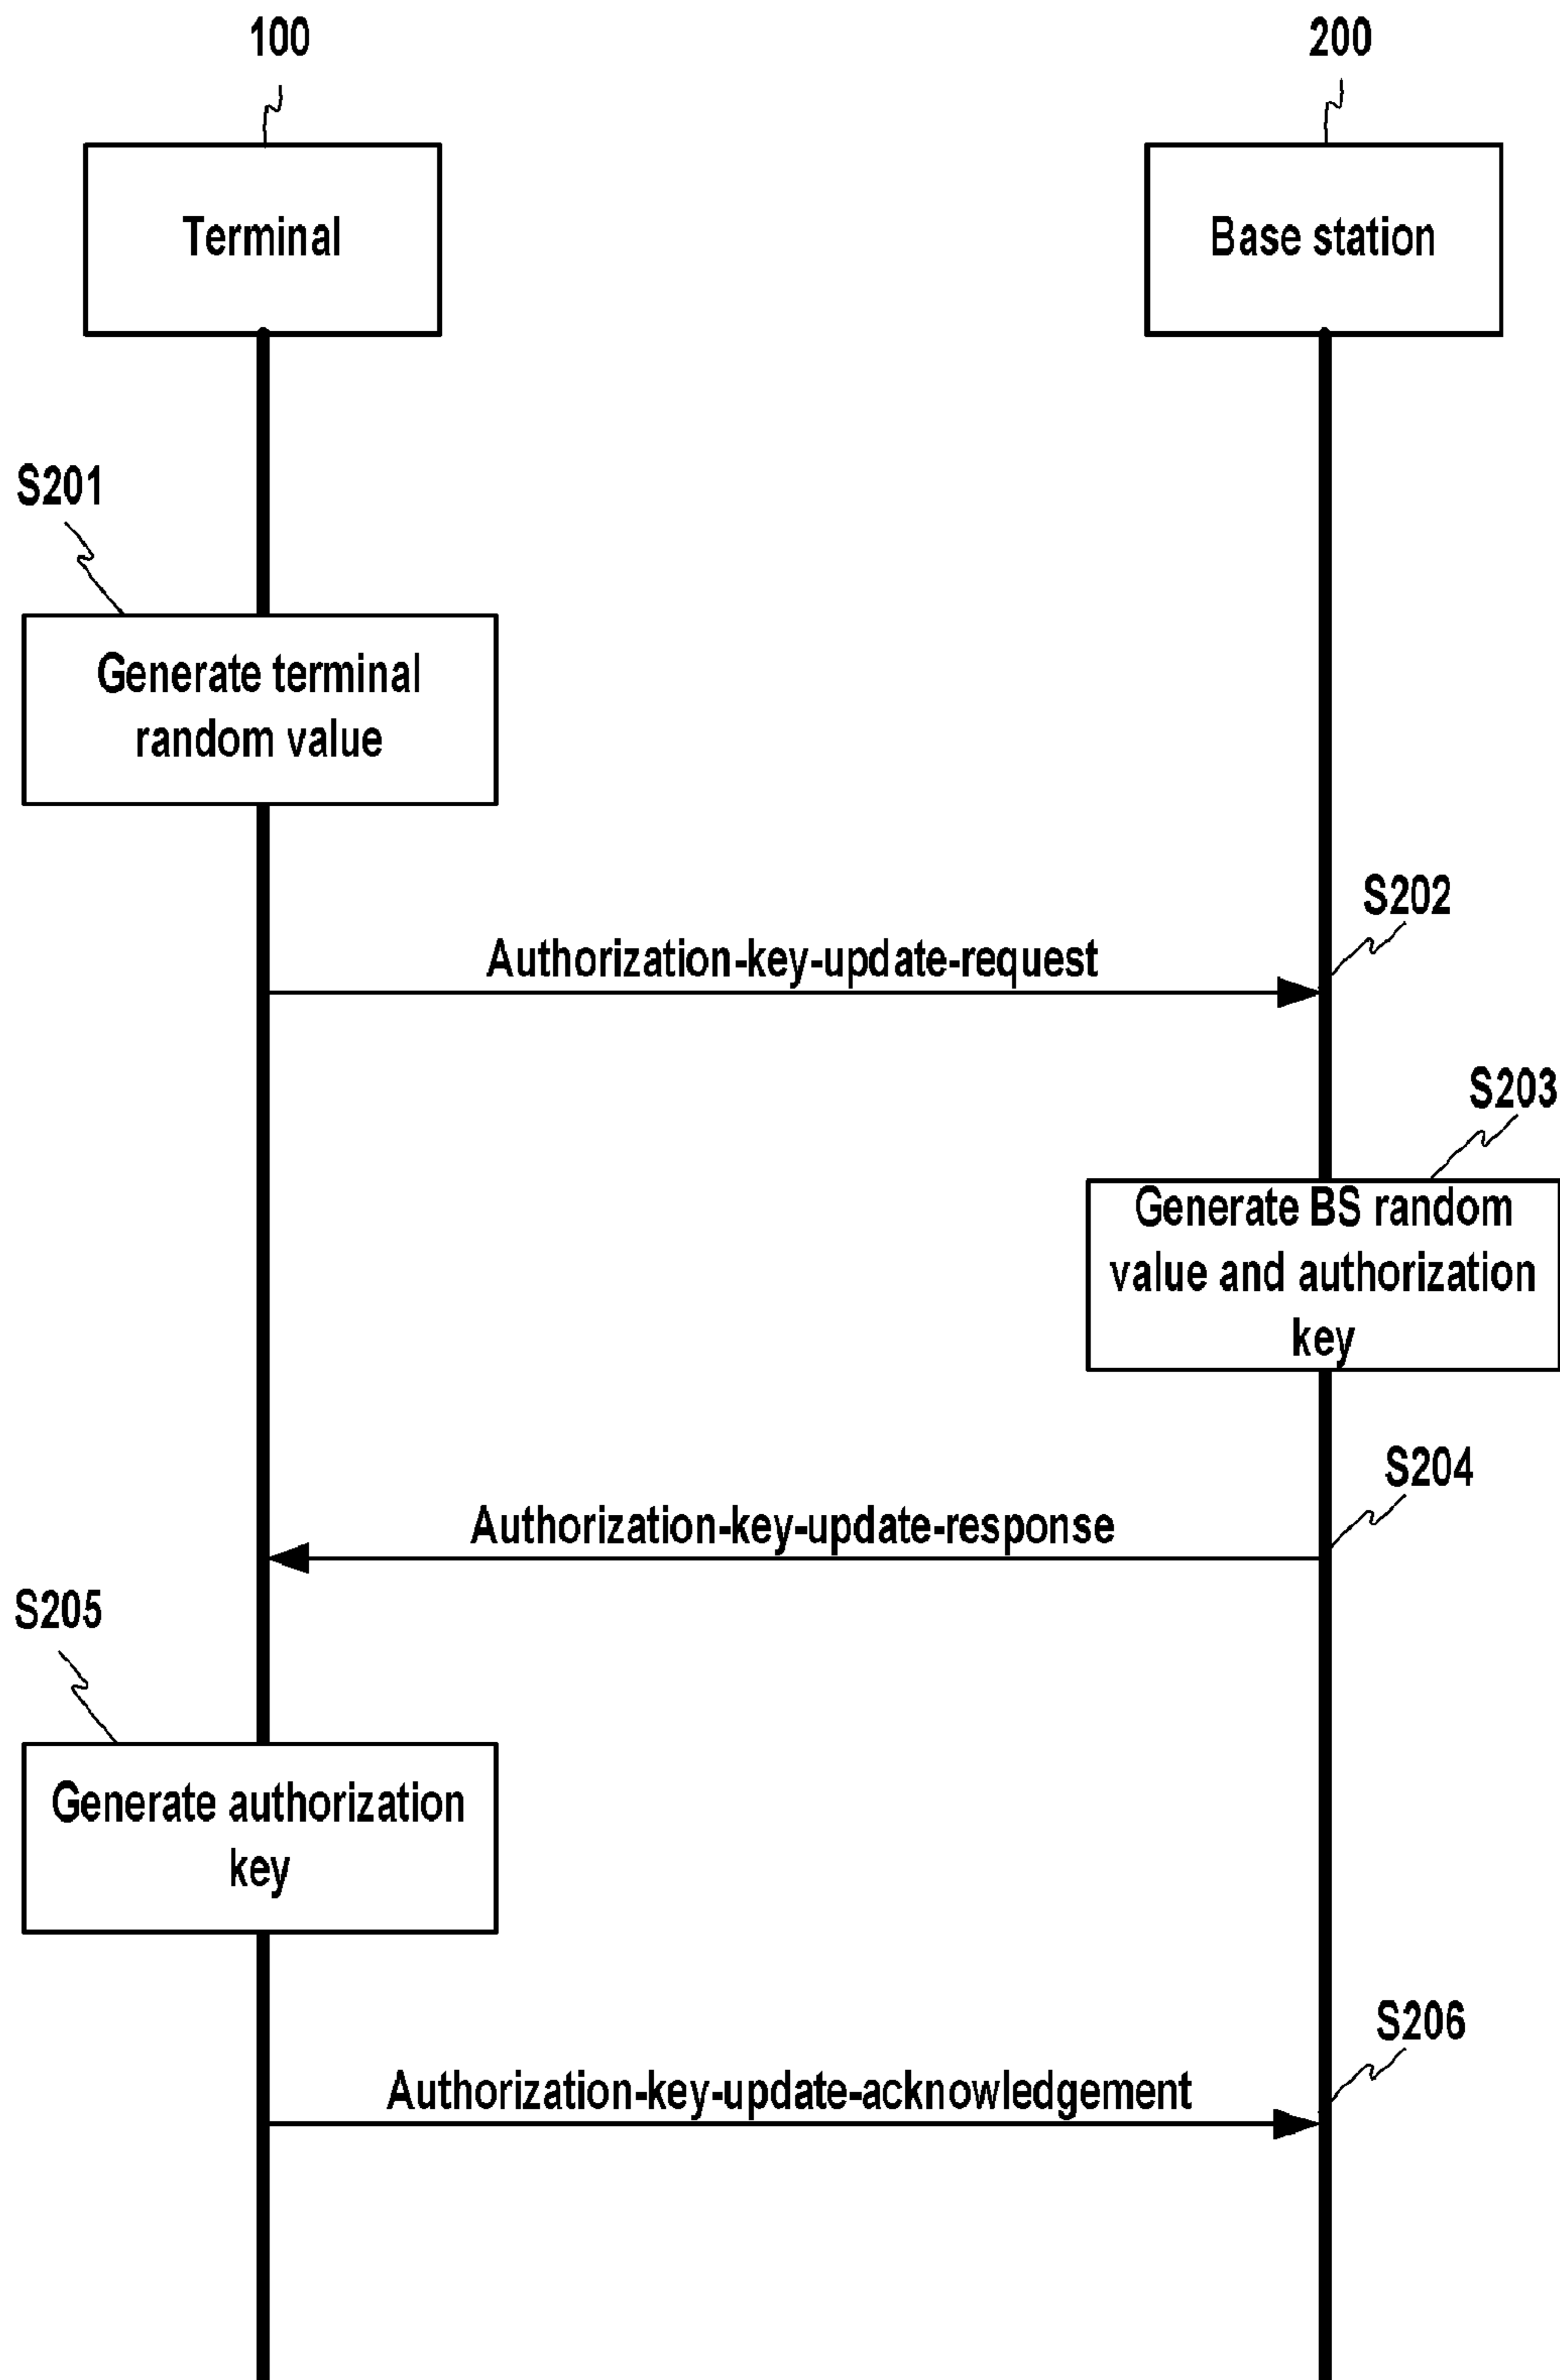 100
200
Terminal
Base station
S201
Generate terminal
random value
S202
Authorization-key-update-request
S203
Generate BS random
value and authorization
key
S204
Authorization-key-update-response
S205
Generate authorization
key
S206
Authorization-key-update-acknowledgement